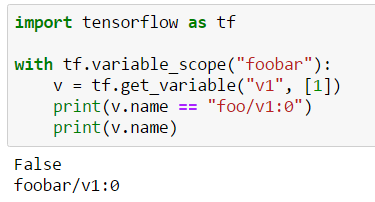 import tensorflow as tf
with tf.variable_scope("foobar"):
    v = tf.get_variable("v1", [1])
    print(v.name == "foo/v1:0")
    print(v.name)
False
foobar/v1:0